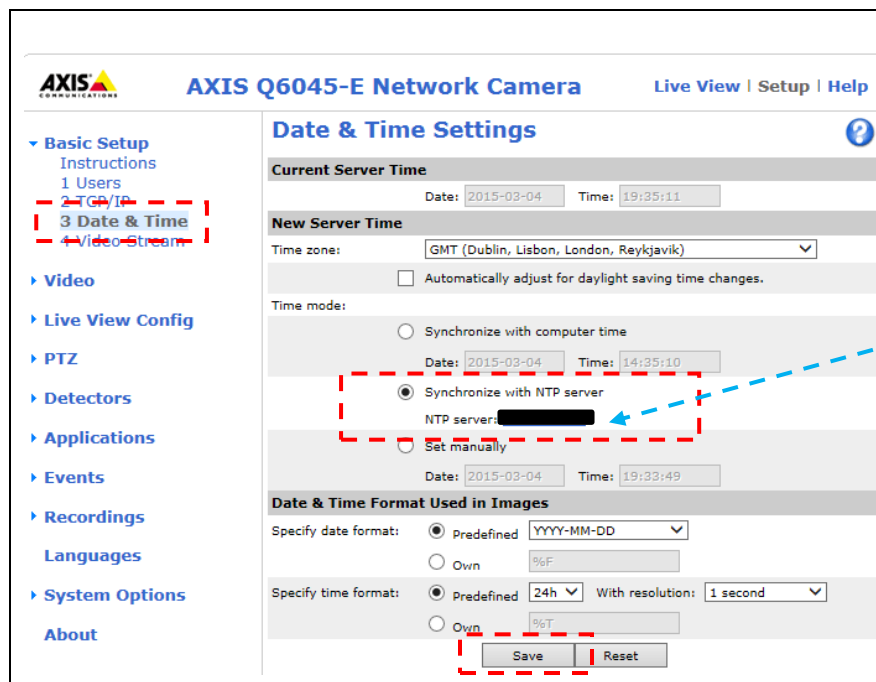 AXIS
COMMUNICATIONS
AXIS Q6045-E Network Camera
Live View | Setup | Help
Basic Setup
Instructions
1 Users
2 TCP/IP
3 Date & Time
4 Video Stream
Video
Live View Config
PTZ
Detectors
Applications
Events
Recordings
Languages
System Options
About
Date & Time Settings
?
Current Server Time
Date: 2015-03-04 Time: 19:35:11
New Server Time
Time zone: GMT (Dublin, Lisbon, London, Reykjavik)
Automatically adjust for daylight saving time changes.
Time mode:
Synchronize with computer time
Date: 2015-03-04 Time: 14:35:10
Synchronize with NTP server
NTP server:
Set manually
Date: 2015-03-04 Time: 19:33:49
Date & Time Format Used in Images
Specify date format: Predefined YYYY-MM-DD
Own %F
Specify time format: Predefined 24h With resolution: 1 second
Own %T
Save Reset